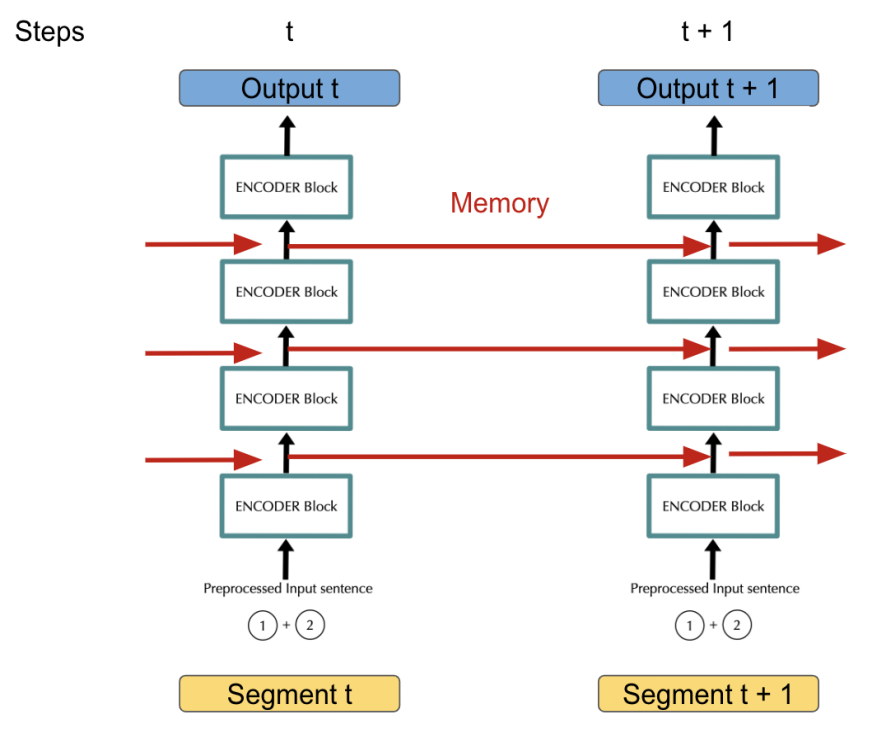 Steps t t + 1
Output t Output t + 1
ENCODER Block ENCODER Block
Memory
ENCODER Block ENCODER Block
ENCODER Block ENCODER Block
ENCODER Block ENCODER Block
Preprocessed Input sentence Preprocessed Input sentence
1 + 2 1 + 2
Segment t Segment t + 1